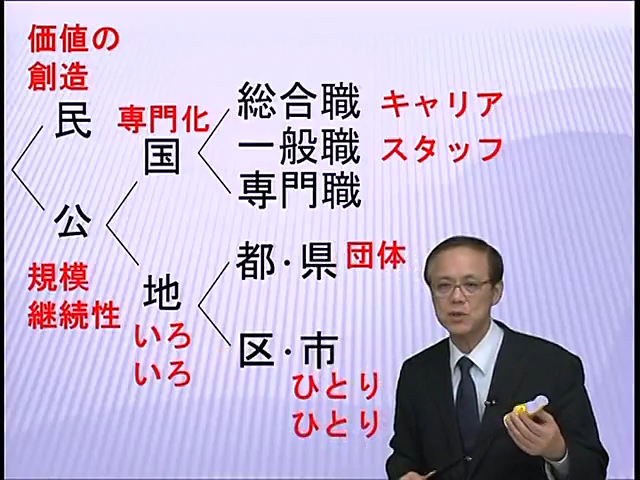 価値の
創造
民
専門化
国
総合職 キャリア
一般職 スタッフ
専門職
公
規模
継続性
地
いろ
いろ
都・県 団体
区・市
ひとり
ひとり